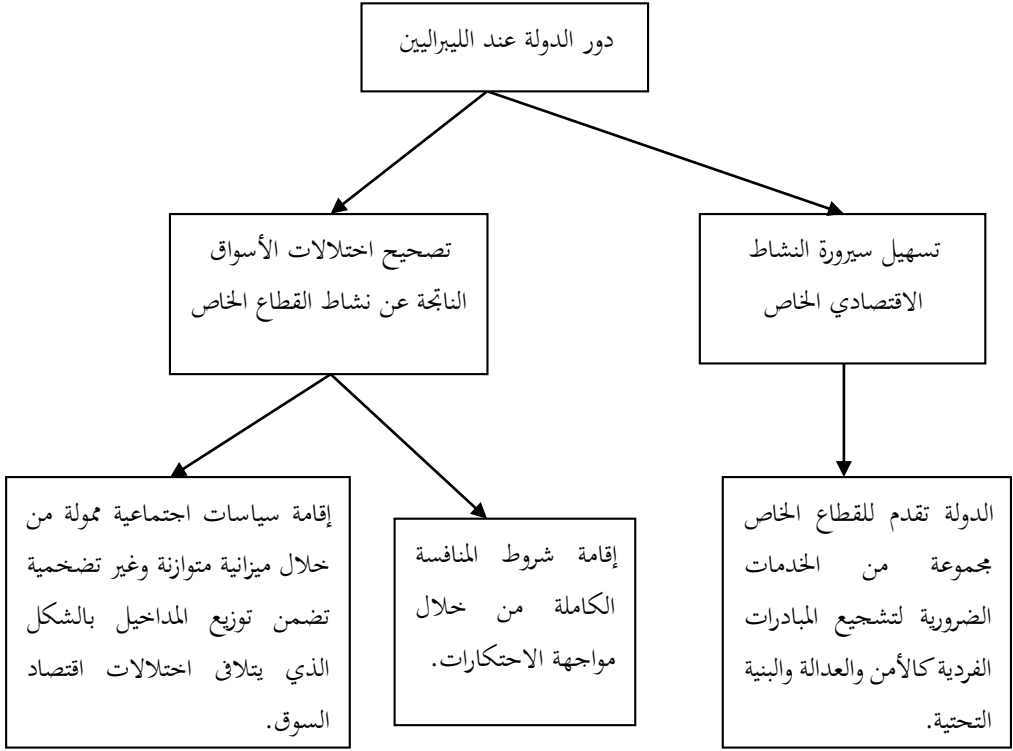 دور الدولة عند الليبراليين
تسهيل سيرورة النشاط
الاقتصادي الخاص
تصحيح اختلالات الأسواق
الناتجة عن نشاط القطاع الخاص
الدولة تقدم للقطاع الخاص
مجموعة من الخدمات
الضرورية لتشجيع المبادرات
الفردية كالأمن والعدالة والبنية
التحتية.
إقامة شروط المنافسة
الكاملة من خلال
مواجهة الاحتكارات.
إقامة سياسات اجتماعية ممولة من
خلال ميزانية متوازنة وغير تضخمية
تضمن توزيع المداخيل بالشكل
الذي يتلافى اختلالات اقتصاد
السوق.